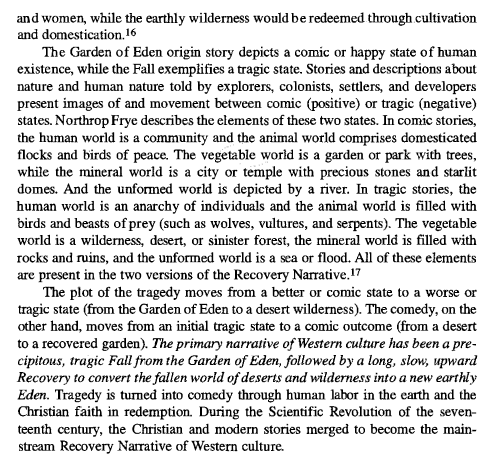 and women, while the earthly wilderness would be redeemed through cultivation
and domestication.16
The Garden of Eden origin story depicts a comic or happy state of human
existence, while the Fall exemplifies a tragic state. Stories and descriptions about
nature and human nature told by explorers, colonists, settlers, and developers
present images of and movement between comic (positive) or tragic (negative)
states. Northrop Frye describes the elements of these two states. In comic stories,
the human world is a community and the animal world comprises domesticated
flocks and birds of peace. The vegetable world is a garden or park with trees,
while the mineral world is a city or temple with precious stones and starlit
domes. And the unformed world is depicted by a river. In tragic stories, the
human world is an anarchy of individuals and the animal world is filled with
birds and beasts of prey (such as wolves, vultures, and serpents). The vegetable
world is a wilderness, desert, or sinister forest, the mineral world is filled with
rocks and ruins, and the unformed world is a sea or flood. All of these elements
are present in the two versions of the Recovery Narrative.17
The plot of the tragedy moves from a better or comic state to a worse or
tragic state (from the Garden of Eden to a desert wilderness). The comedy, on the
other hand, moves from an initial tragic state to a comic outcome (from a desert
to a recovered garden). The primary narrative of Western culture has been a pre-
cipitous, tragic Fall from the Garden of Eden, followed by a long, slow, upward
Recovery to convert the fallen world of deserts and wilderness into a new earthly
Eden. Tragedy is turned into comedy through human labor in the earth and the
Christian faith in redemption. During the Scientific Revolution of the seven-
teenth century, the Christian and modern stories merged to become the main-
stream Recovery Narrative of Western culture.